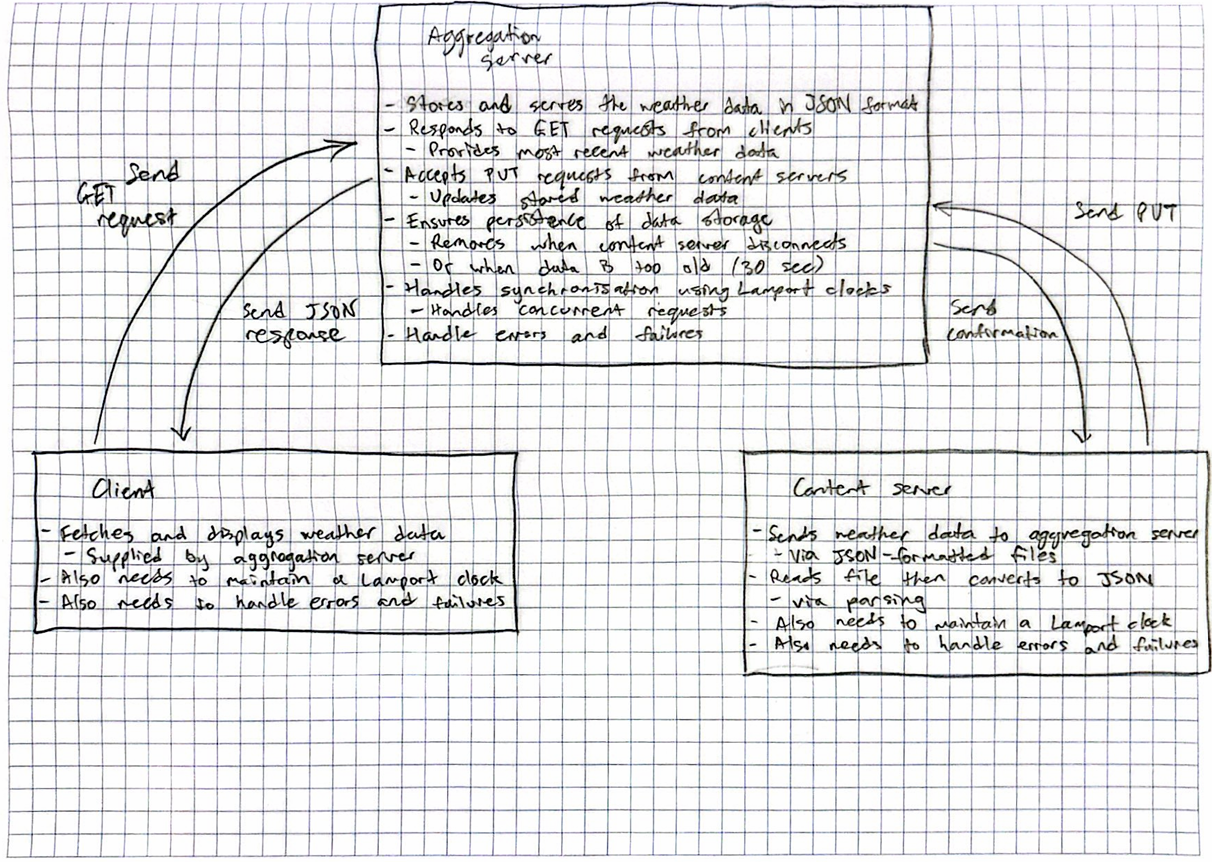 Aggregation
server
- Stores and serves the weather data in JSON format
- Responds to GET requests from clients
- Provides most recent weather data
- Accepts PUT requests from content servers
- Updates stored weather data
- Ensures persistence of data storage
- Removes when content server disconnects
- Or when data is too old (30 sec)
- Handles synchronisation using Lamport clocks
- Handles concurrent requests
- Handle errors and failures
Send
GET
request
Send JSON
response
Send PUT
Send
confirmation
Client
- Fetches and displays weather data
- Supplied by aggregation server
- Also needs to maintain a Lamport clock
- Also needs to handle errors and failures
Content server
- Sends weather data to aggregation server
- Via JSON-formatted files
- Reads file then converts to JSON
- via parsing
- Also needs to maintain a Lamport clock
- Also needs to handle errors and failures